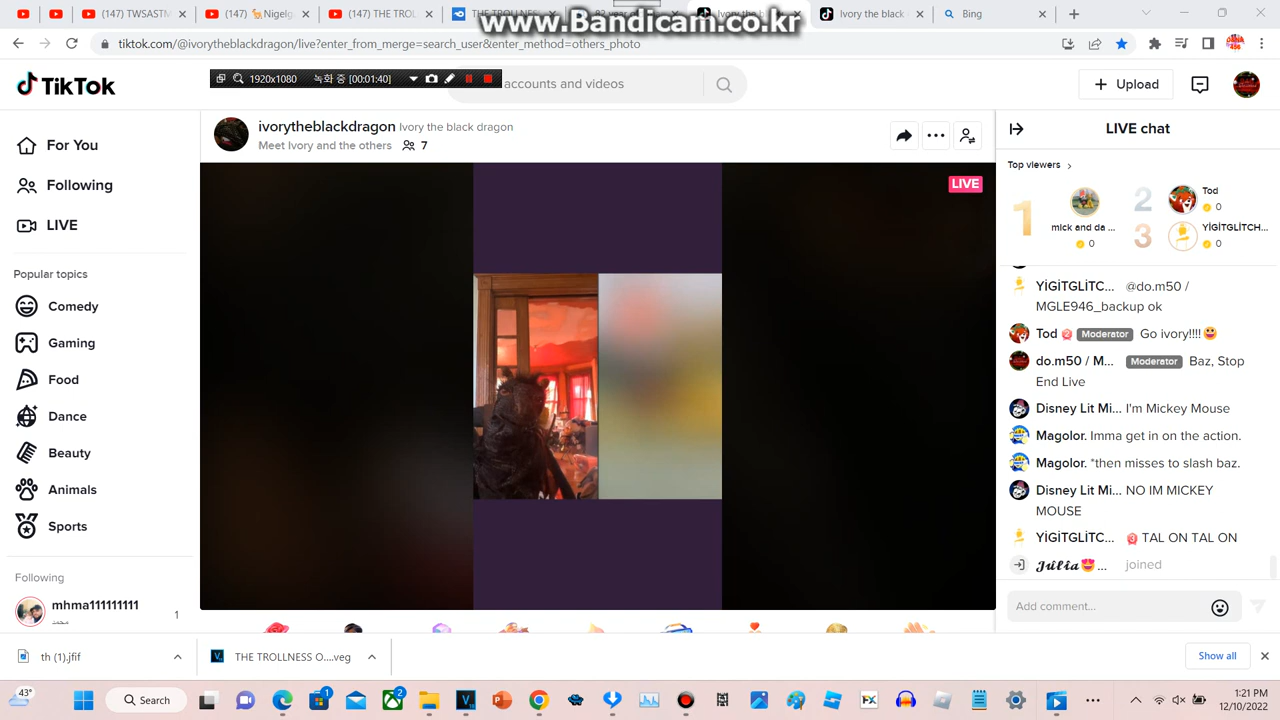 (147) TWSASTM
(147) 🐪Nigelg
(147) THE TROL
THE TROLLNES
Ivory the black
Bing
www.Bandicam.co.kr
tiktok.com/@ivorytheblackdragon/live?enter_from_merge=search_user&enter_method=others_photo
TikTok
1920x1080 녹화 중 [00:01:40]
accounts and videos
Upload
For You
Following
LIVE
Popular topics
Comedy
Gaming
Food
Dance
Beauty
Animals
Sports
Following
mhma111111111
1
ivorytheblackdragon Ivory the black dragon
Meet Ivory and the others 7
LIVE
LIVE chat
Top viewers
1 mick and da ... 0
2 Tod 0
3 YİGİTGLİTCH... 0
YİGİTGLİTC... @do.m50 /
MGLE946_backup ok
Tod Moderator Go ivory!!!!😃
do.m50 / M... Moderator Baz, Stop
End Live
Disney Lit Mi... I'm Mickey Mouse
Magolor. Imma get in on the action.
Magolor. *then misses to slash baz.
Disney Lit Mi... NO IM MICKEY
MOUSE
YİGİTGLİTC... TAL ON TAL ON
𝓙𝓾́𝓵𝓲𝓪😍... joined
Add comment...
th (1).jfif
THE TROLLNESS O....veg
Show all
43°
Search
1
2
1:21 PM
12/10/2022